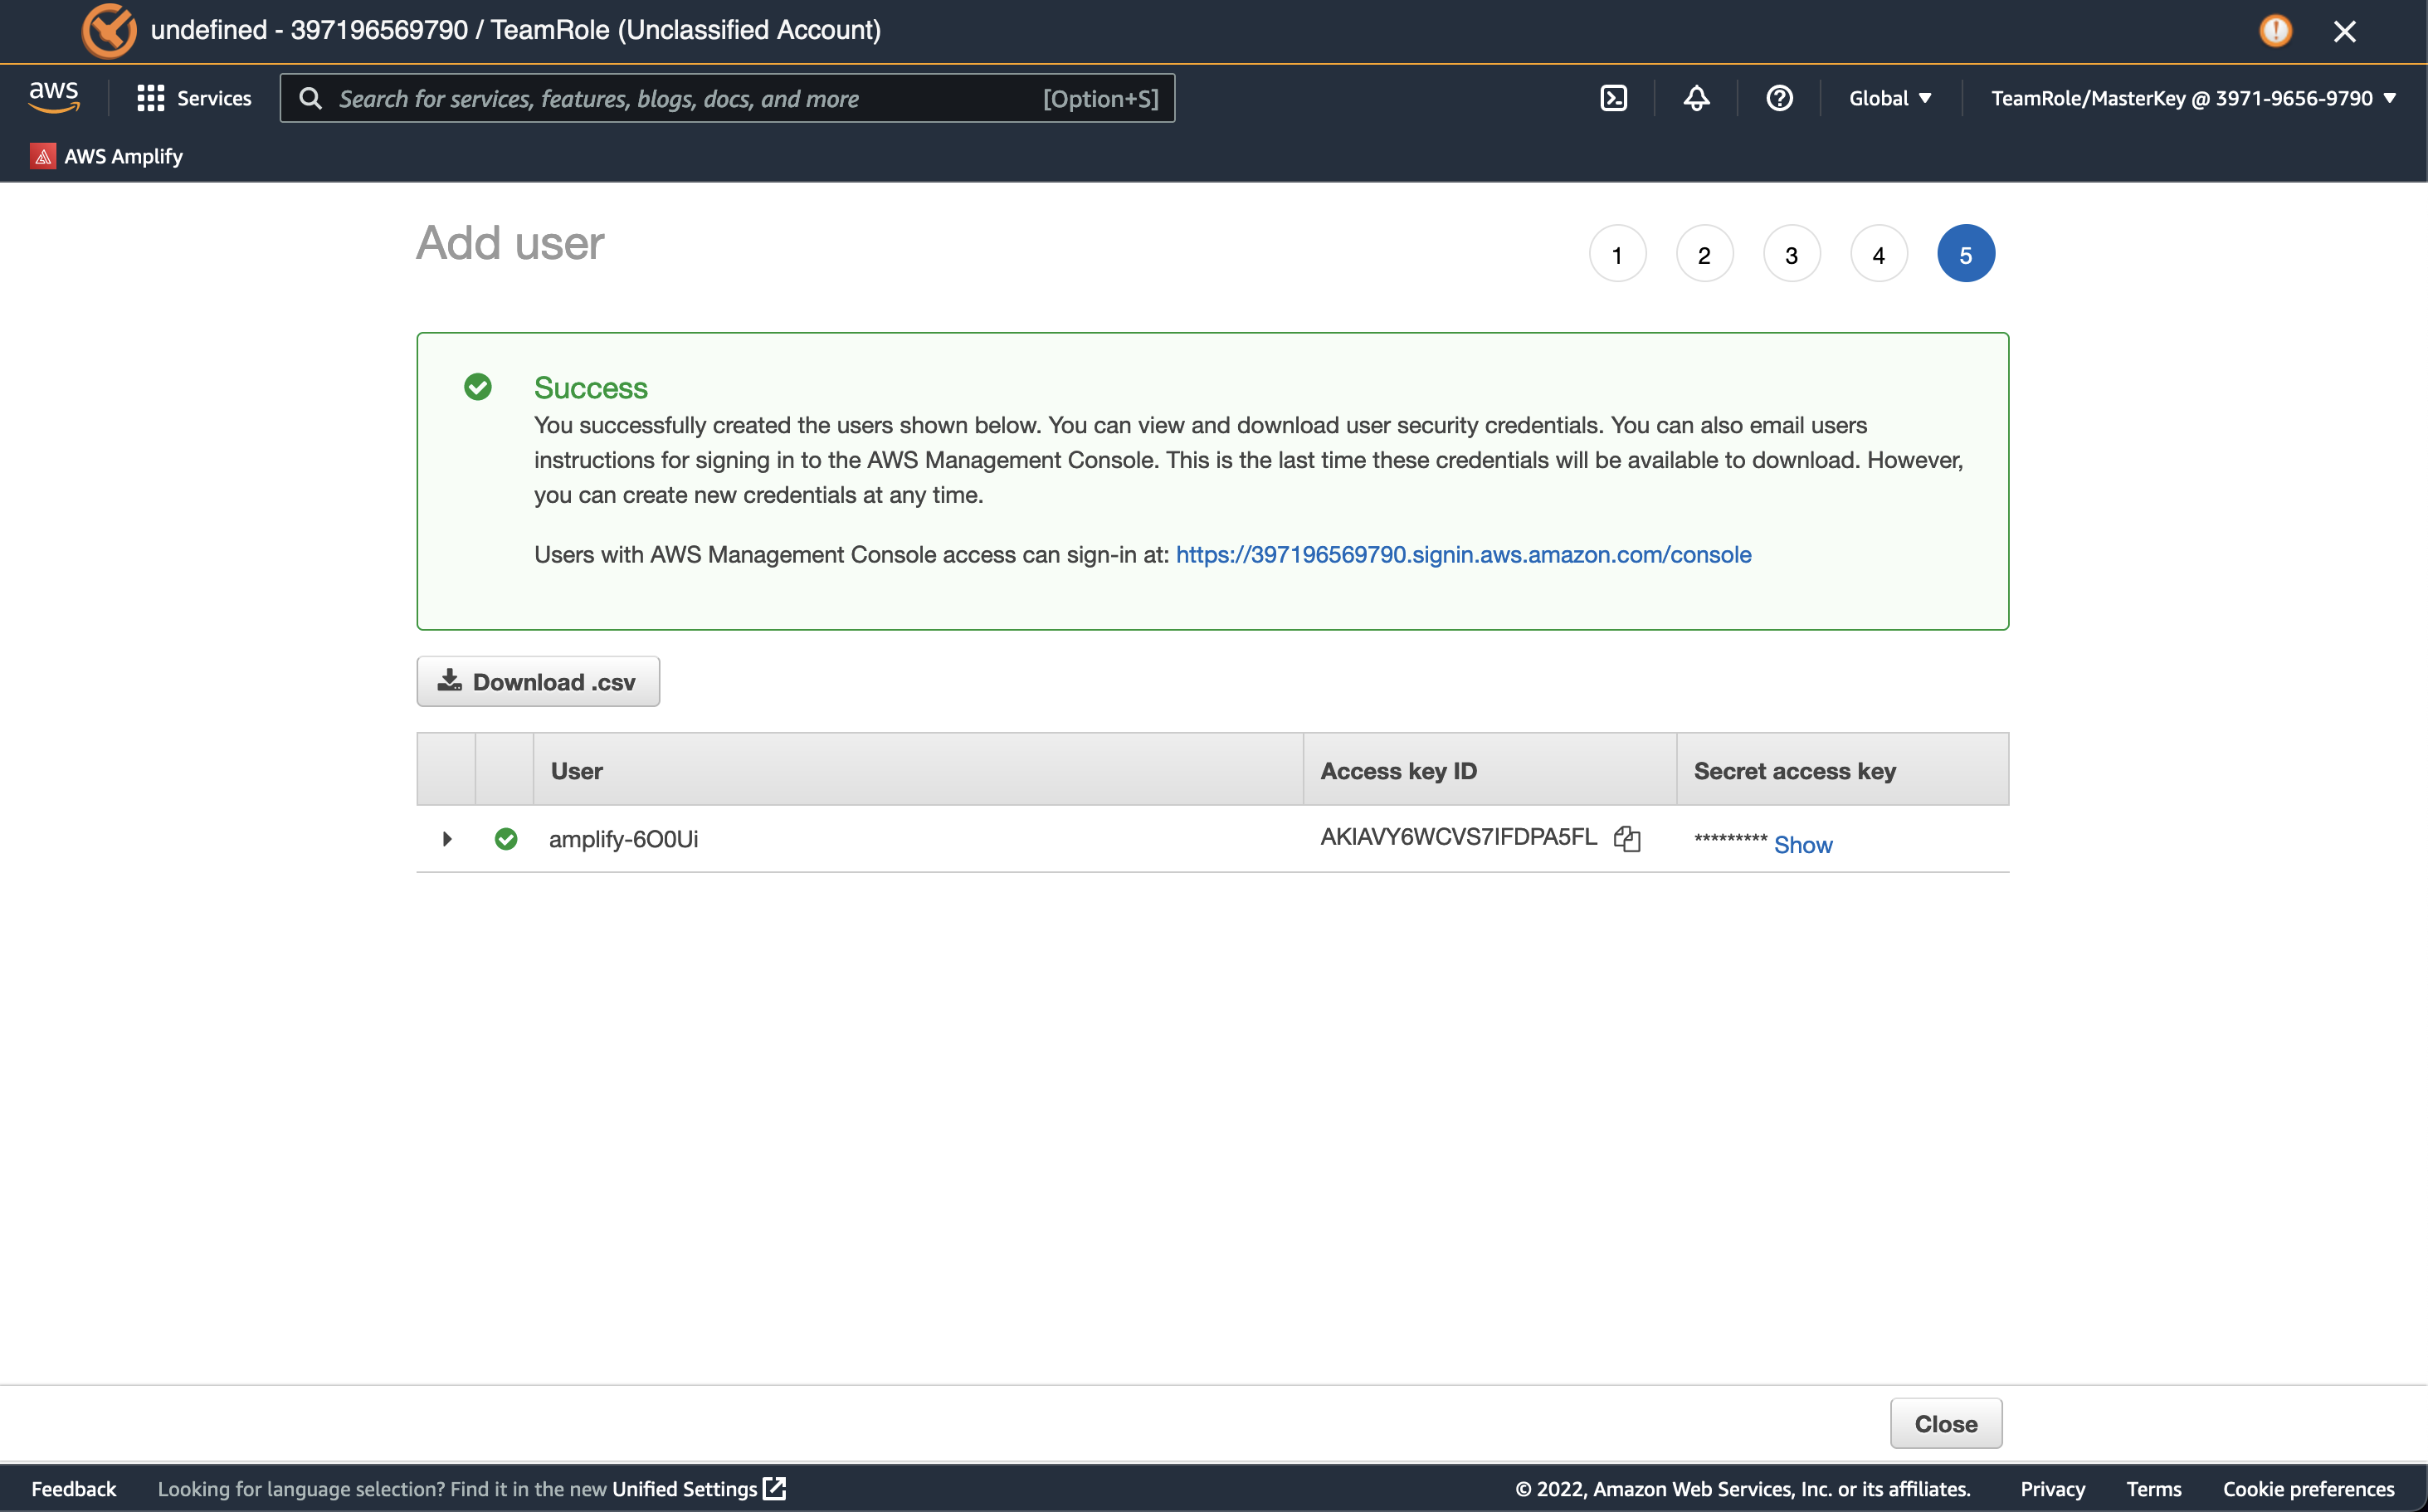 undefined - 397196569790 / TeamRole (Unclassified Account)
aws
Services
Search for services, features, blogs, docs, and more
[Option+S]
Global
TeamRole/MasterKey @ 3971-9656-9790
AWS Amplify
Add user
1
2
3
4
5
Success
You successfully created the users shown below. You can view and download user security credentials. You can also email users
instructions for signing in to the AWS Management Console. This is the last time these credentials will be available to download. However,
you can create new credentials at any time.
Users with AWS Management Console access can sign-in at: https://397196569790.signin.aws.amazon.com/console
Download .csv
User
Access key ID
Secret access key
amplify-6O0Ui
AKIAVY6WCVS7IFDPA5FL
********* Show
Close
Feedback
Looking for language selection? Find it in the new Unified Settings
© 2022, Amazon Web Services, Inc. or its affiliates.
Privacy
Terms
Cookie preferences